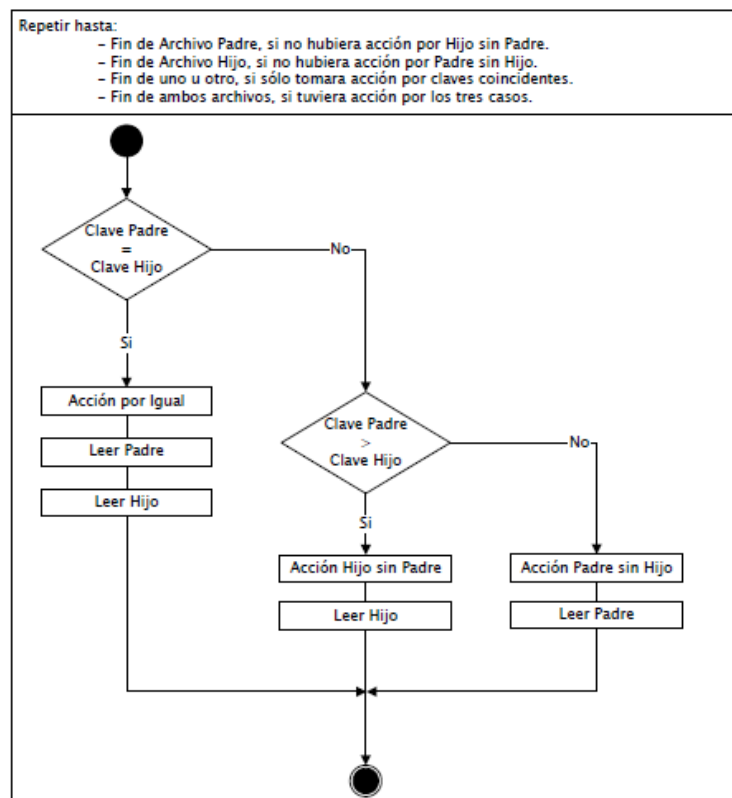 Repetir hasta:
- Fin de Archivo Padre, si no hubiera acción por Hijo sin Padre.
- Fin de Archivo Hijo, si no hubiera acción por Padre sin Hijo.
- Fin de uno u otro, si sólo tomara acción por claves coincidentes.
- Fin de ambos archivos, si tuviera acción por los tres casos.
Clave Padre
=
Clave Hijo
No
Si
Acción por Igual
Leer Padre
Leer Hijo
Clave Padre
>
Clave Hijo
No
Si
Acción Hijo sin Padre
Leer Hijo
Acción Padre sin Hijo
Leer Padre